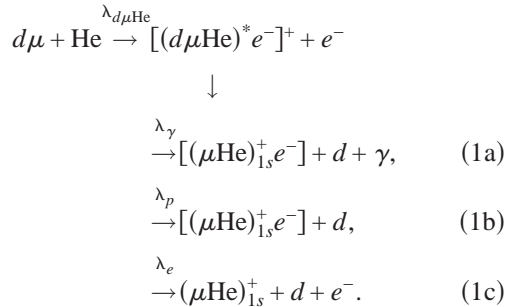 dμ + He λ_{dμHe} → [(dμHe)* e⁻]⁺ + e⁻
↓
λ_γ → [(μHe)⁺_{1s} e⁻] + d + γ, (1a)
λ_p → [(μHe)⁺_{1s} e⁻] + d, (1b)
λ_e → (μHe)⁺_{1s} + d + e⁻. (1c)